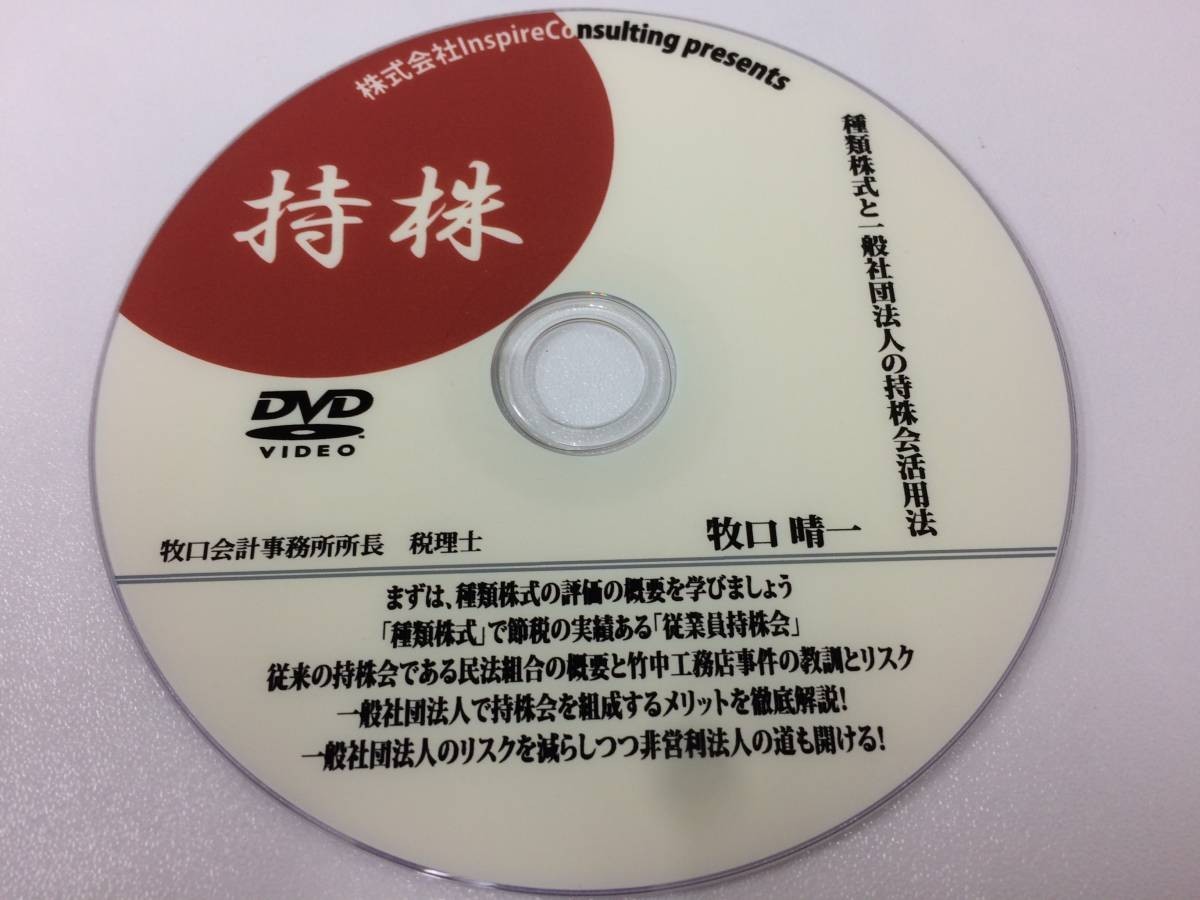 株式会社InspireConsulting presents
持株
種類株式と一般社団法人の持株会活用法
DVD
VIDEO
牧口会計事務所所長 税理士 牧口 晴一
まずは、種類株式の評価の概要を学びましょう
「種類株式」で節税の実績ある「従業員持株会」
従来の持株会である民法組合の概要と竹中工務店事件の教訓とリスク
一般社団法人で持株会を組成するメリットを徹底解説!
一般社団法人のリスクを減らしつつ非営利法人の道も開ける!